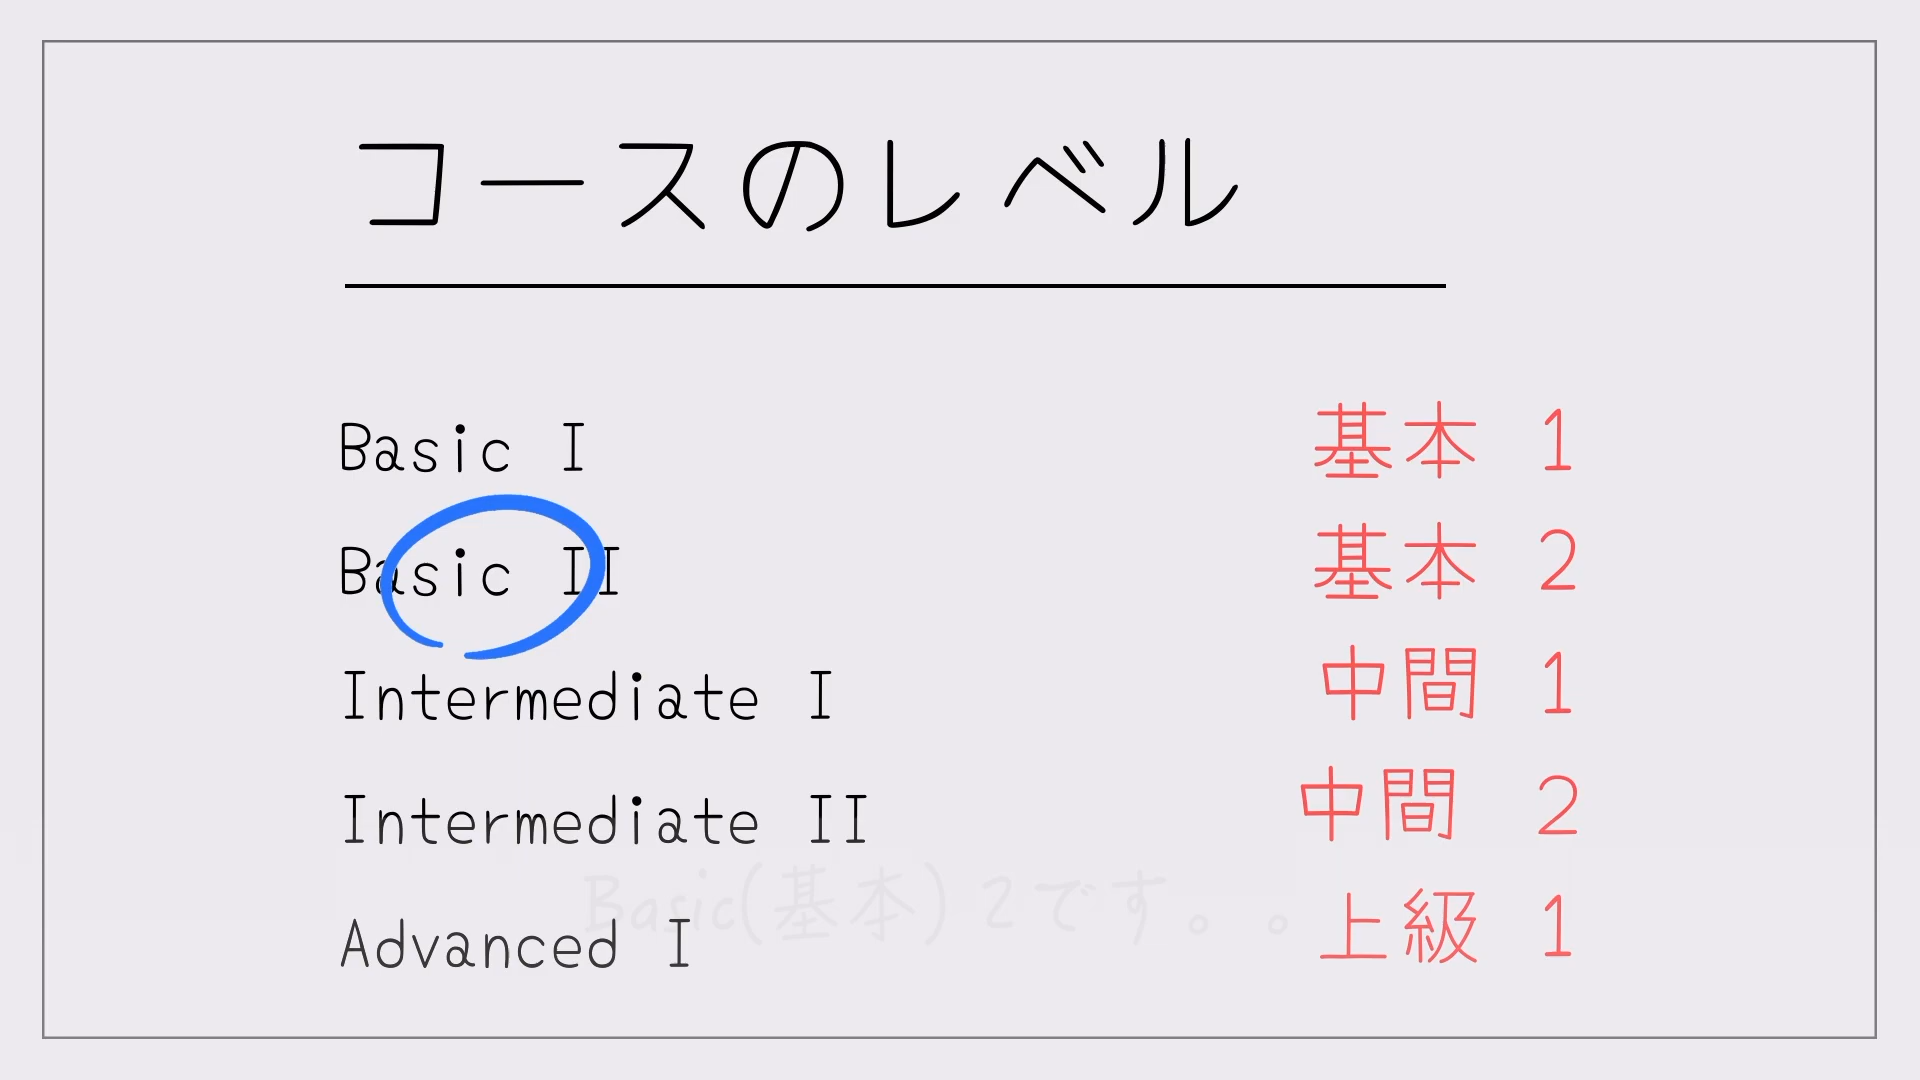 コースのレベル
Basic I 基本 1
Basic II 基本 2
Intermediate I 中間 1
Intermediate II 中間 2
Basic(基本) 2です。。
Advanced I 上級 1